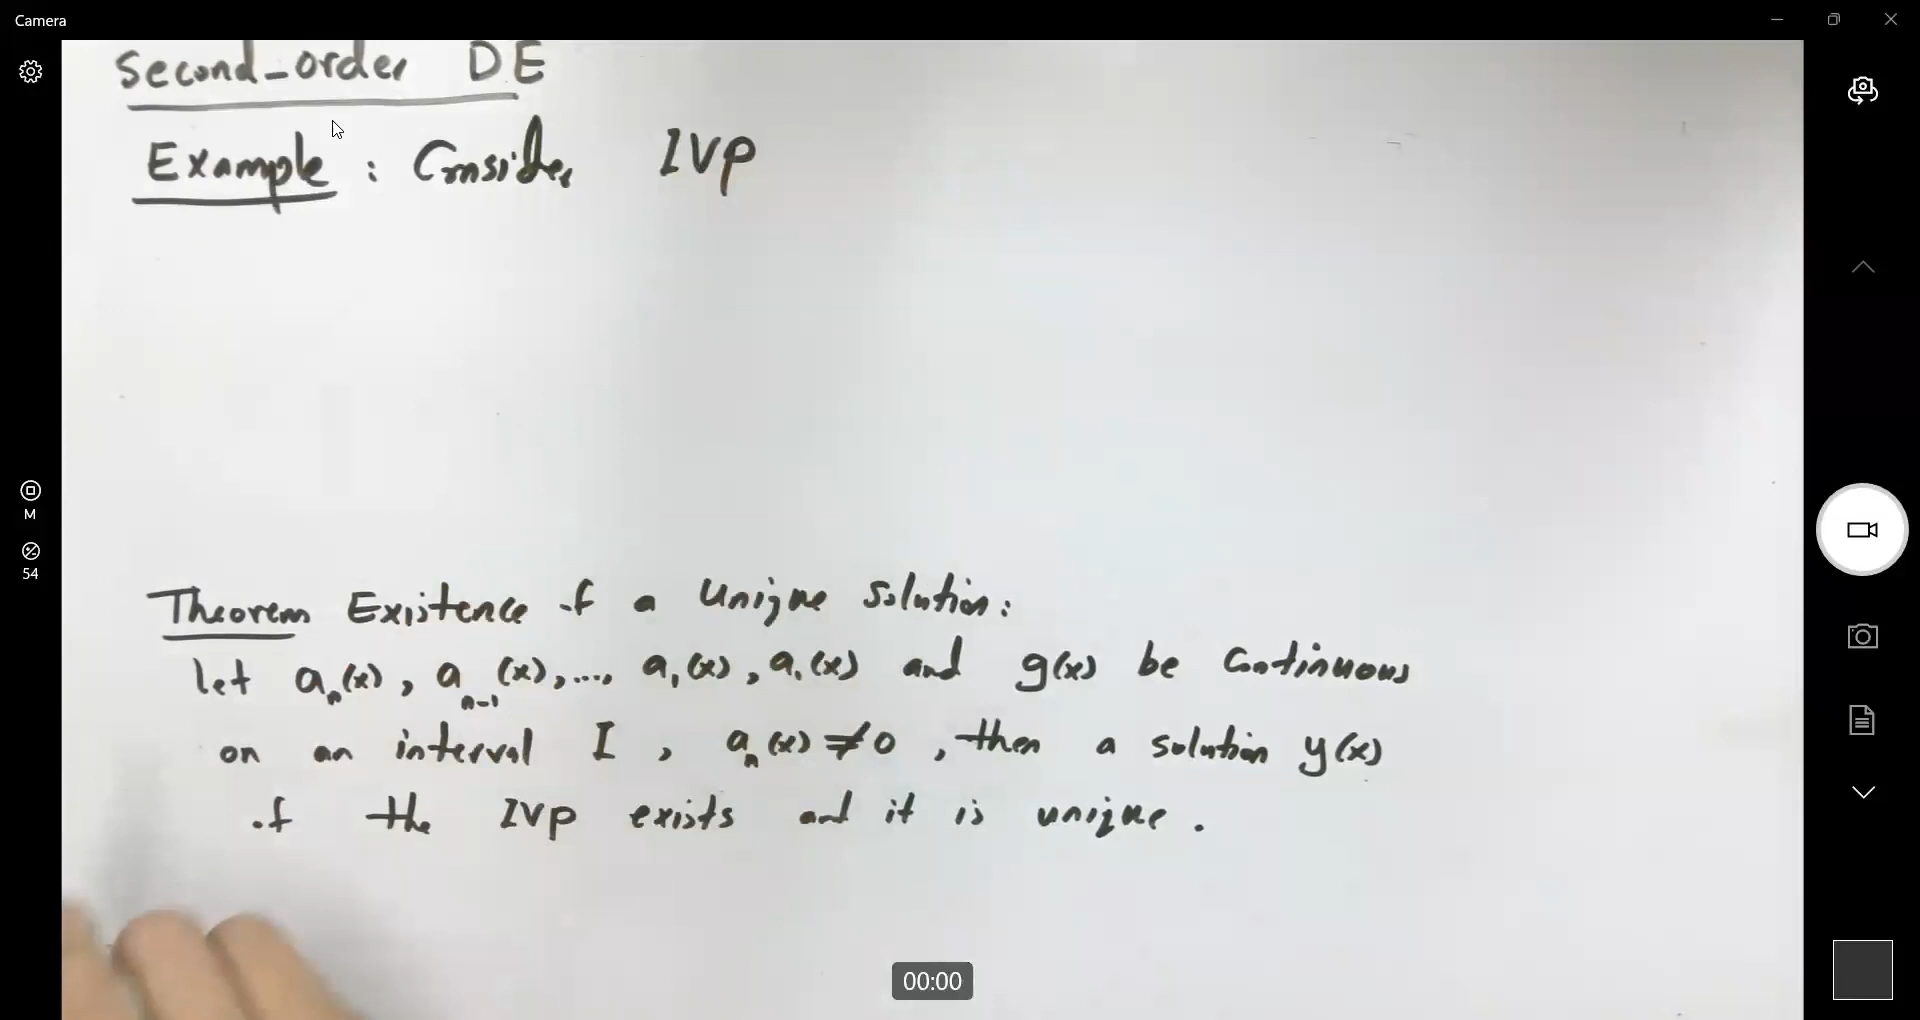 Camera
Second-order DE
Example : Consider IVP
M
54
Theorem Existence of a Unique Solution:
let aₙ(x), aₙ₋₁(x),..., a₁(x), a₁(x) and g(x) be Continuous
on an interval I, aₙ(x)≠0, then a solution y(x)
of the IVP exists and it is unique.
00:00